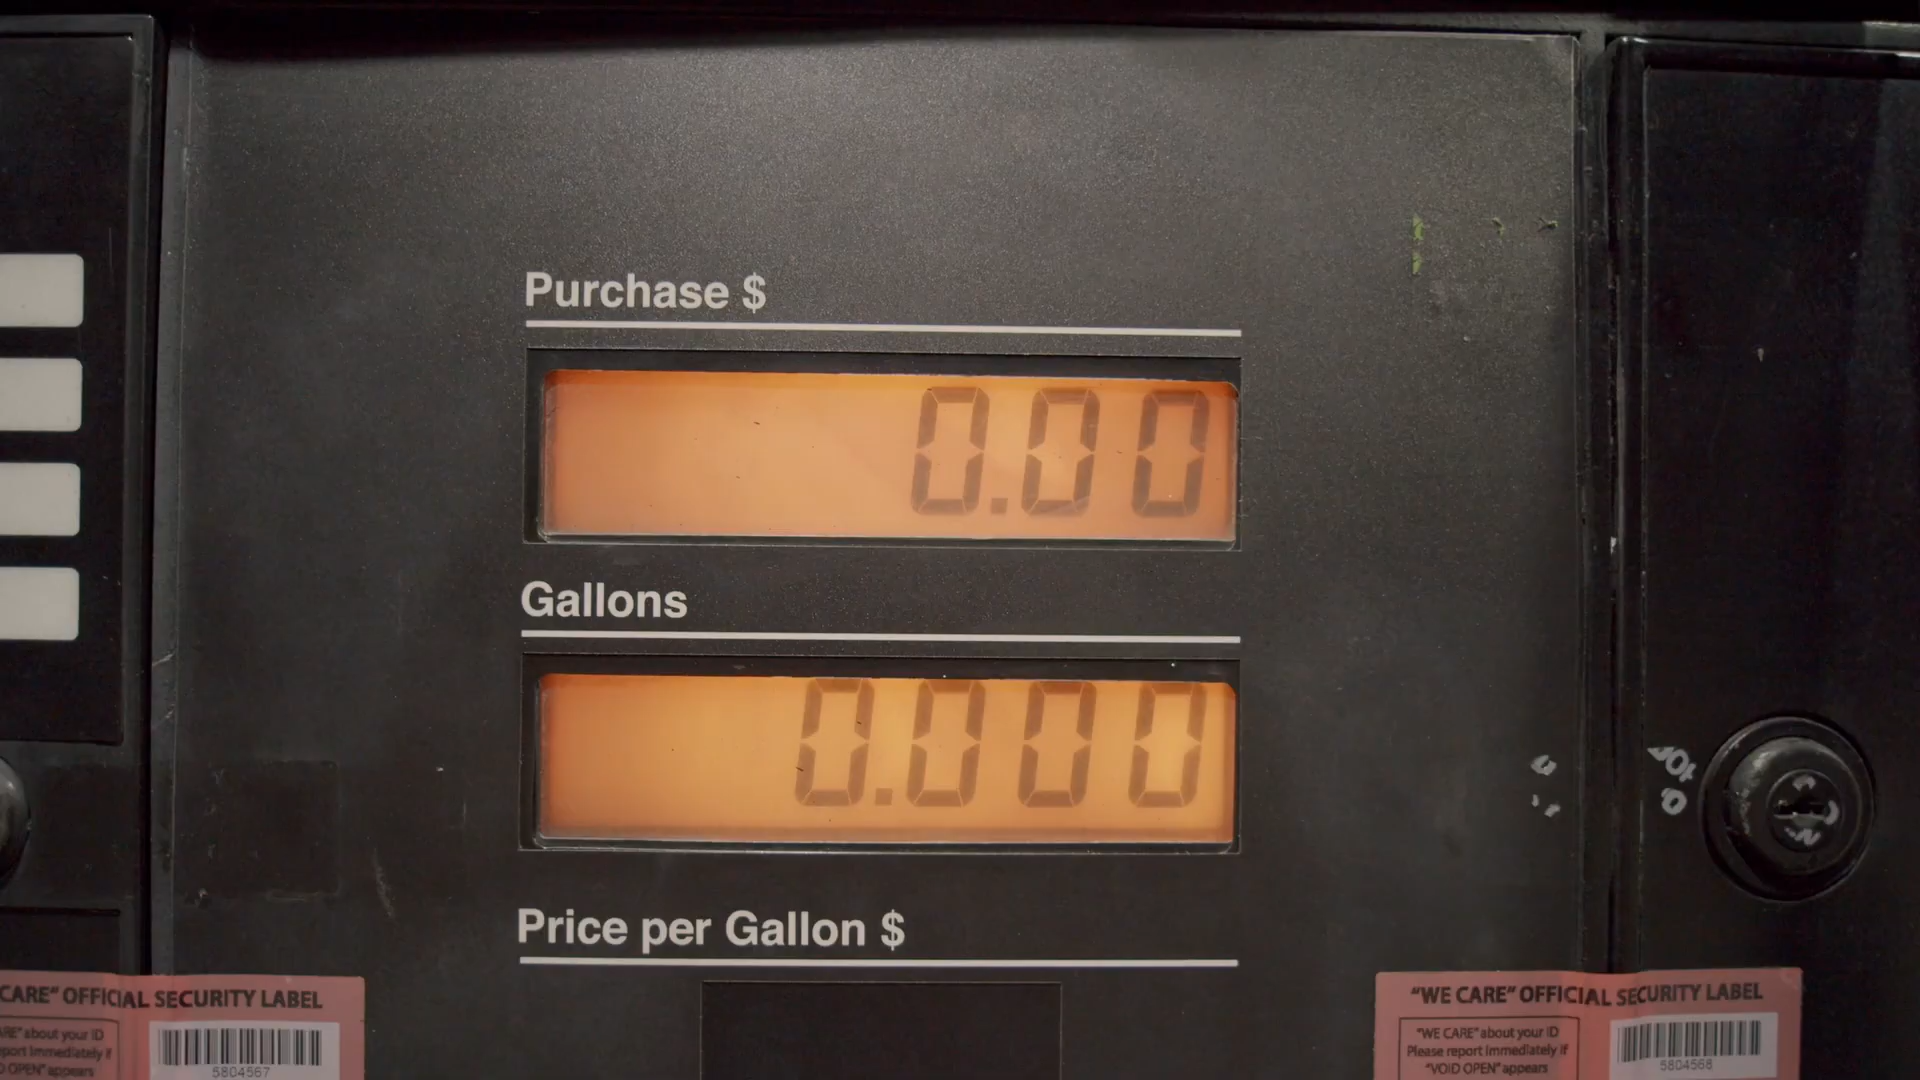 Purchase $
0.00
Gallons
0.000
Price per Gallon $
CARE" OFFICIAL SECURITY LABEL
about your ID
immediately if
OPEN" appears
5804567
"WE CARE" OFFICIAL SECURITY LABEL
"WE CARE" about your ID
Please report immediately if
"VOID OPEN" appears
5804568